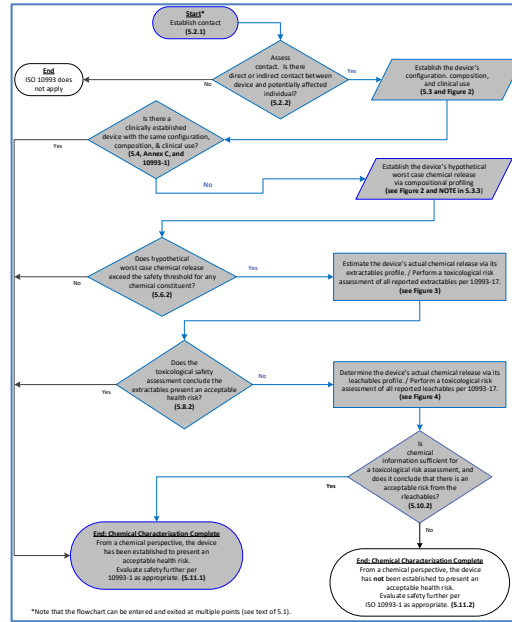 Start*
Establish contact
(5.2.1)
Assess
contact. Is there
direct or indirect contact between
device and potentially affected
individual?
(5.2.2)
Yes
No
End
ISO 10993 does
not apply
Establish the device's
configuration. composition,
and clinical use
(5.3 and Figure 2)
Is there a
clinically established
device with the same configuration,
composition, & clinical use?
(5.4, Annex C, and
10993-1)
Yes
No
Establish the device's hypothetical
worst case chemical release
via compositional profiling
(see Figure 2 and NOTE in 5.3.3)
Does hypothetical
worst case chemical release
exceed the safety threshold for any
chemical constituent?
(5.6.2)
Yes
No
Estimate the device's actual chemical release via its
extractables profile. / Perform a toxicological risk
assessment of all reported extractables per 10993-17.
(see Figure 3)
Does the
toxicological safety
assessment conclude the
extractables present an acceptable
health risk?
(5.8.2)
No
Yes
Determine the device's actual chemical release via its
leachables profile. / Perform a toxicological risk
assessment of all reported leachables per 10993-17.
(see Figure 4)
Is
chemical
information sufficient for
a toxicological risk assessment, and
does it conclude that there is an
acceptable risk from the
rleachables?
(5.10.2)
Yes
No
End: Chemical Characterization Complete
From a chemical perspective, the device
has been established to present an
acceptable health risk.
Evaluate safety further per
10993-1 as appropriate. (5.11.1)
End: Chemical Characterization Complete
From a chemical perspective, the device
has not been established to present an
acceptable health risk.
Evaluate safety further per
ISO 10993-1 as appropriate. (5.11.2)
*Note that the flowchart can be entered and exited at multiple points (see text of 5.1).